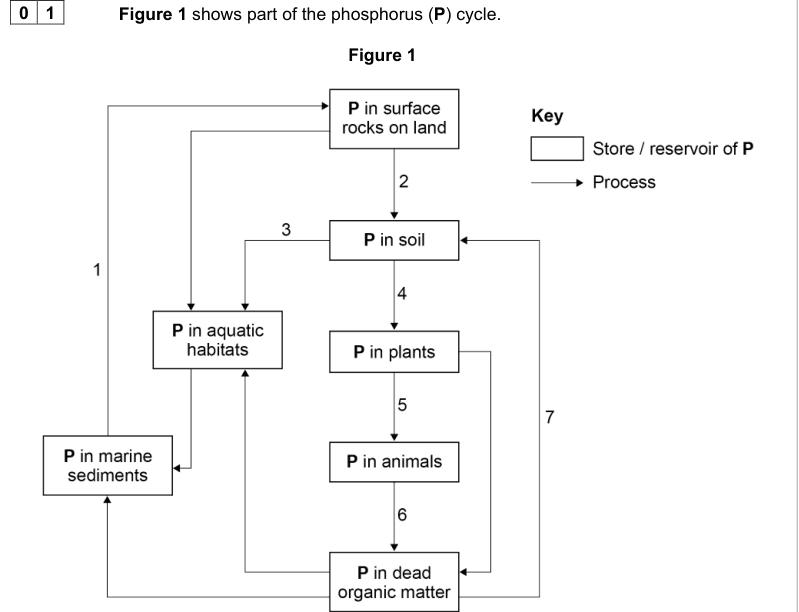 0 1 Figure 1 shows part of the phosphorus (P) cycle.
Figure 1
P in surface
rocks on land
Key
Store / reservoir of P
Process
2
3
P in soil
1
4
P in aquatic
habitats
P in plants
5
7
P in marine
sediments
P in animals
6
P in dead
organic matter